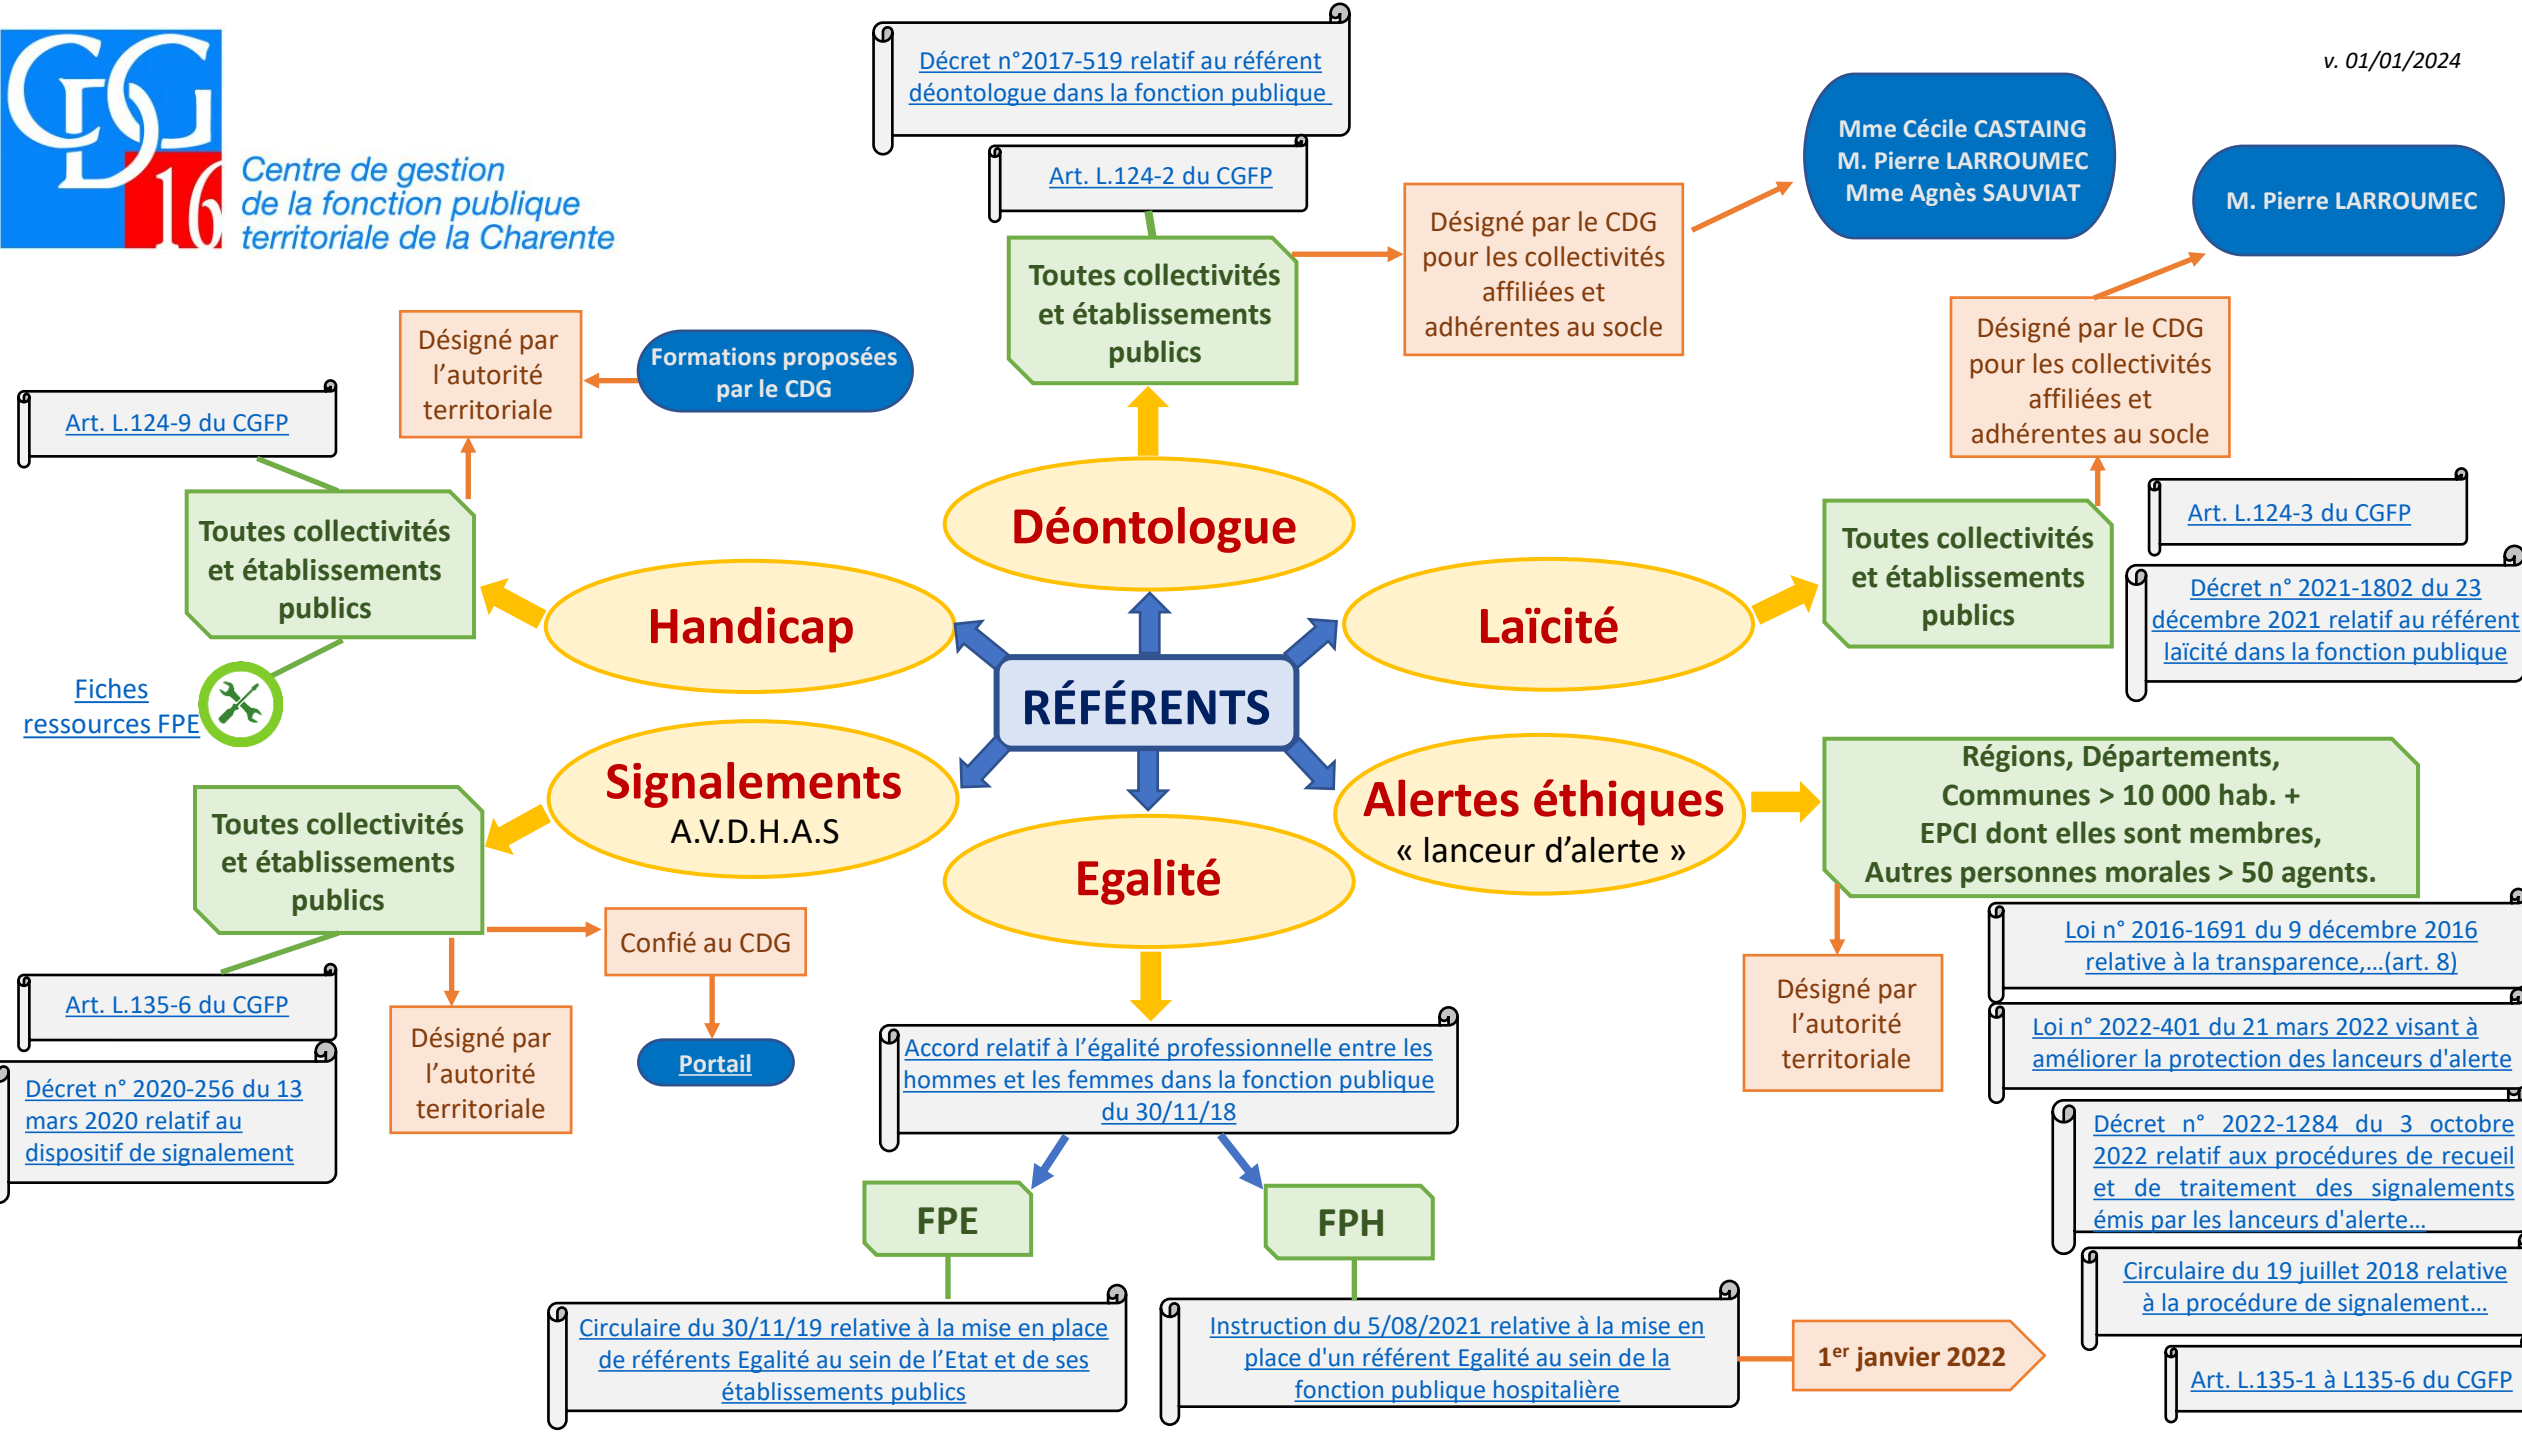 CDG
16
Centre de gestion
de la fonction publique
territoriale de la Charente
v. 01/01/2024
Décret n°2017-519 relatif au référent
déontologue dans la fonction publique
Art. L.124-2 du CGFP
Toutes collectivités
et établissements
publics
Désigné par le CDG
pour les collectivités
affiliées et
adhérentes au socle
Mme Cécile CASTAING
M. Pierre LARROUMEC
Mme Agnès SAUVIAT
M. Pierre LARROUMEC
Désigné par le CDG
pour les collectivités
affiliées et
adhérentes au socle
Désigné par
l'autorité
territoriale
Formations proposées
par le CDG
Art. L.124-9 du CGFP
Toutes collectivités
et établissements
publics
Fiches
ressources FPE
Déontologue
Handicap
Laïcité
RÉFÉRENTS
Toutes collectivités
et établissements
publics
Art. L.124-3 du CGFP
Décret n° 2021-1802 du 23
décembre 2021 relatif au référent
laïcité dans la fonction publique
Signalements
A.V.D.H.A.S
Egalité
Alertes éthiques
« lanceur d'alerte »
Régions, Départements,
Communes > 10 000 hab. +
EPCI dont elles sont membres,
Autres personnes morales > 50 agents.
Toutes collectivités
et établissements
publics
Confié au CDG
Portail
Désigné par
l'autorité
territoriale
Art. L.135-6 du CGFP
Décret n° 2020-256 du 13
mars 2020 relatif au
dispositif de signalement
Accord relatif à l'égalité professionnelle entre les
hommes et les femmes dans la fonction publique
du 30/11/18
FPE
FPH
Circulaire du 30/11/19 relative à la mise en place
de référents Egalité au sein de l'Etat et de ses
établissements publics
Instruction du 5/08/2021 relative à la mise en
place d'un référent Egalité au sein de la
fonction publique hospitalière
1er janvier 2022
Désigné par
l'autorité
territoriale
Loi n° 2016-1691 du 9 décembre 2016
relative à la transparence,...(art. 8)
Loi n° 2022-401 du 21 mars 2022 visant à
améliorer la protection des lanceurs d'alerte
Décret n° 2022-1284 du 3 octobre
2022 relatif aux procédures de recueil
et de traitement des signalements
émis par les lanceurs d'alerte...
Circulaire du 19 juillet 2018 relative
à la procédure de signalement...
Art. L.135-1 à L135-6 du CGFP